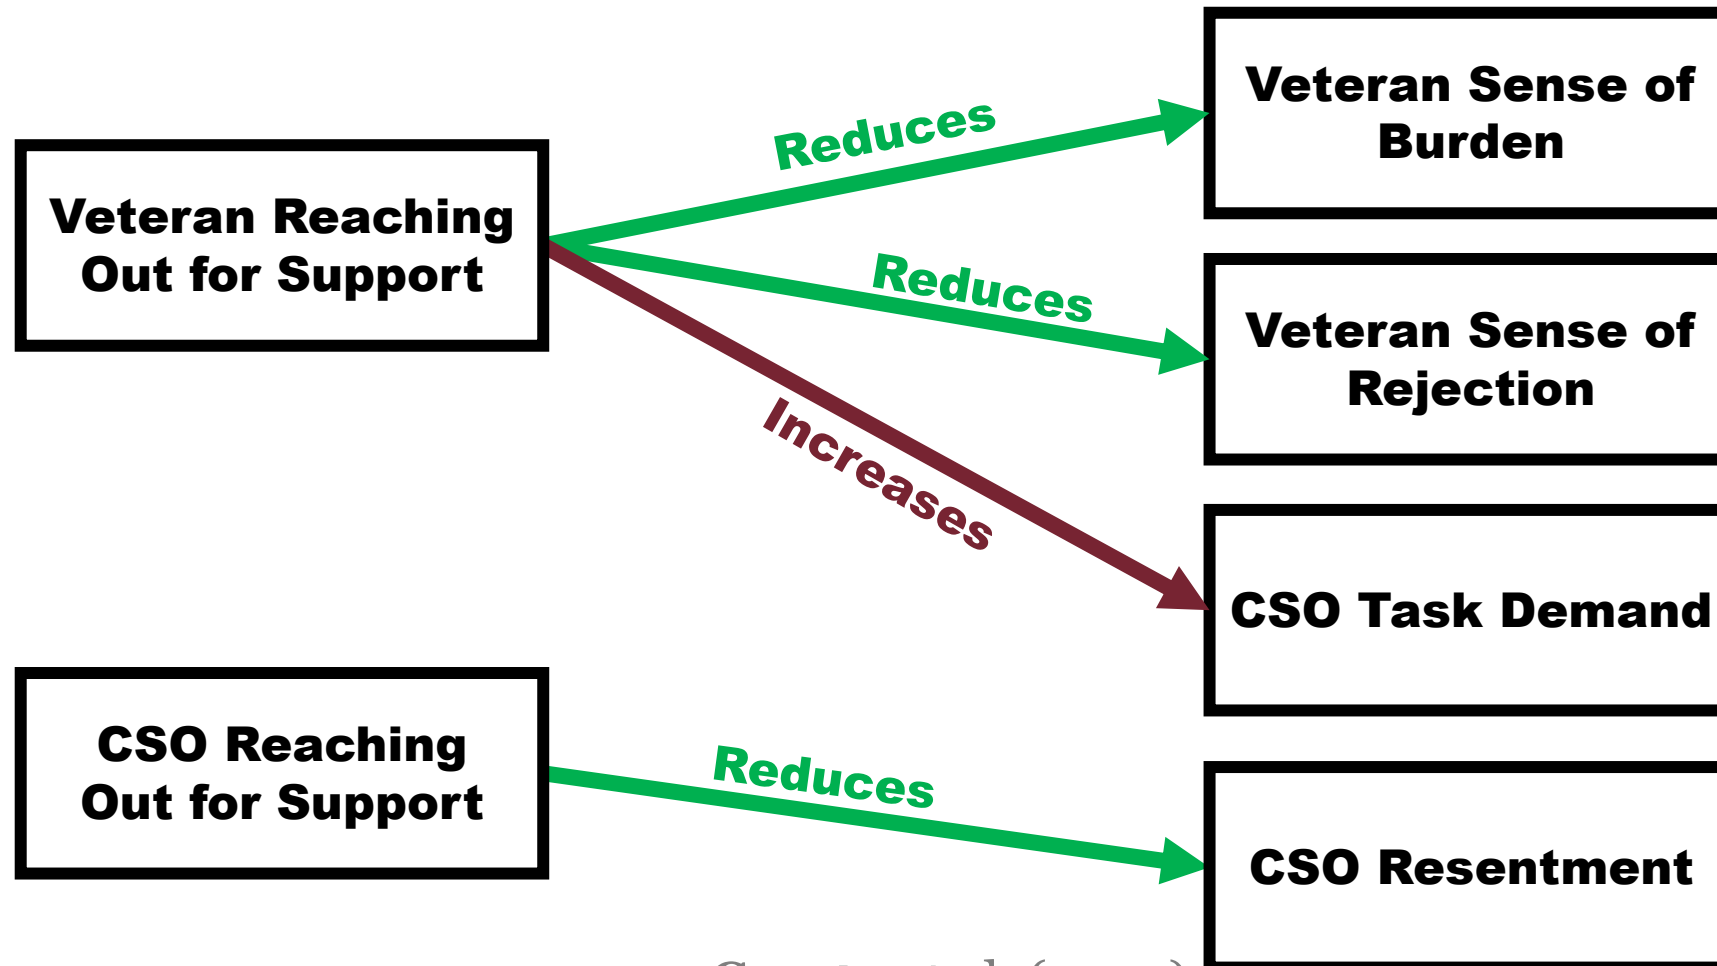 Veteran Reaching
Out for Support
Reduces
Veteran Sense of
Burden
Reduces
Veteran Sense of
Rejection
Increases
CSO Task Demand
CSO Reaching
Out for Support
Reduces
CSO Resentment